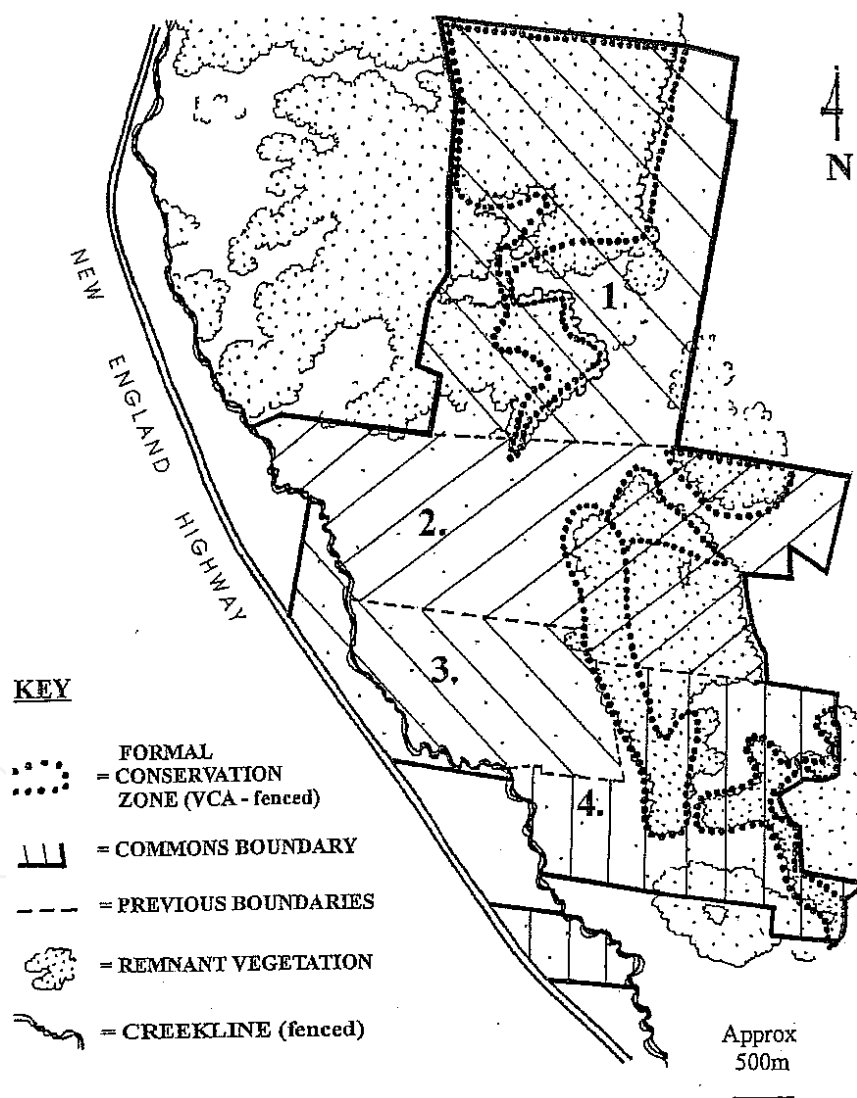 N
1.
NEW ENGLAND HIGHWAY
2.
3.
4.
KEY
FORMAL
= CONSERVATION
ZONE (VCA - fenced)
= COMMONS BOUNDARY
= PREVIOUS BOUNDARIES
= REMNANT VEGETATION
= CREEKLINE (fenced)
Approx
500m